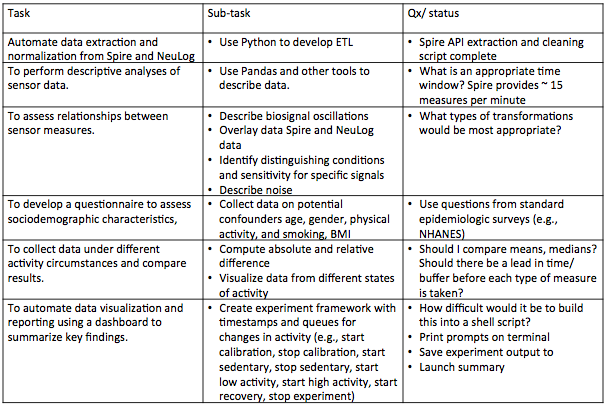 Task
Sub-task
Qx/ status
Automate data extraction and
normalization from Spire and NeuLog
• Use Python to develop ETL
• Spire API extraction and cleaning
script complete
To perform descriptive analyses of
sensor data.
• Use Pandas and other tools to
describe data.
• What is an appropriate time
window? Spire provides ~ 15
measures per minute
To assess relationships between
sensor measures.
• Describe biosignal oscillations
• Overlay data Spire and NeuLog
data
• Identify distinguishing conditions
and sensitivity for specific signals
• Describe noise
• What types of transformations
would be most appropriate?
To develop a questionnaire to assess
sociodemographic characteristics,
• Collect data on potential
confounders age, gender, physical
activity, and smoking, BMI
• Use questions from standard
epidemiologic surveys (e.g.,
NHANES)
To collect data under different
activity circumstances and compare
results.
• Compute absolute and relative
difference
• Visualize data from different states
of activity
• Should I compare means, medians?
Should there be a lead in time/
buffer before each type of measure
is taken?
To automate data visualization and
reporting using a dashboard to
summarize key findings.
• Create experiment framework with
timestamps and queues for
changes in activity (e.g., start
calibration, stop calibration, start
sedentary, stop sedentary, start
low activity, start high activity, start
recovery, stop experiment)
• How difficult would it be to build
this into a shell script?
• Print prompts on terminal
• Save experiment output to
• Launch summary